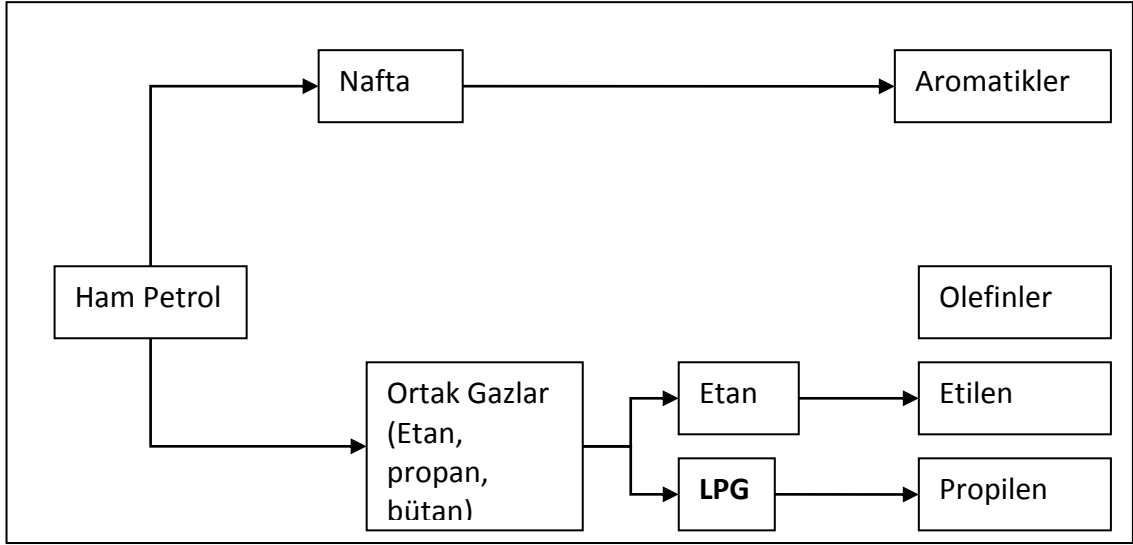 Nafta
Aromatikler
Ham Petrol
Olefinler
Ortak Gazlar
(Etan,
propan,
bütan)
Etan
Etilen
LPG
Propilen